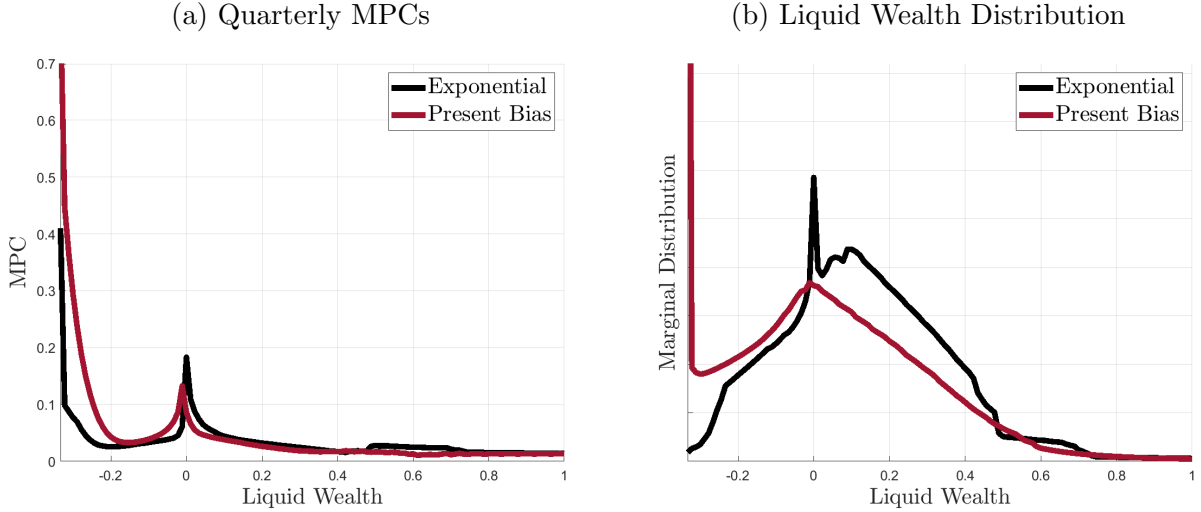 (a) Quarterly MPCs
0.7
0.6
0.5
0.4
0.3
0.2
0.1
0
MPC
-0.2
0
0.2
0.4
0.6
0.8
1
Liquid Wealth
Exponential
Present Bias
(b) Liquid Wealth Distribution
Marginal Distribution
-0.2
0
0.2
0.4
0.6
0.8
1
Liquid Wealth
Exponential
Present Bias